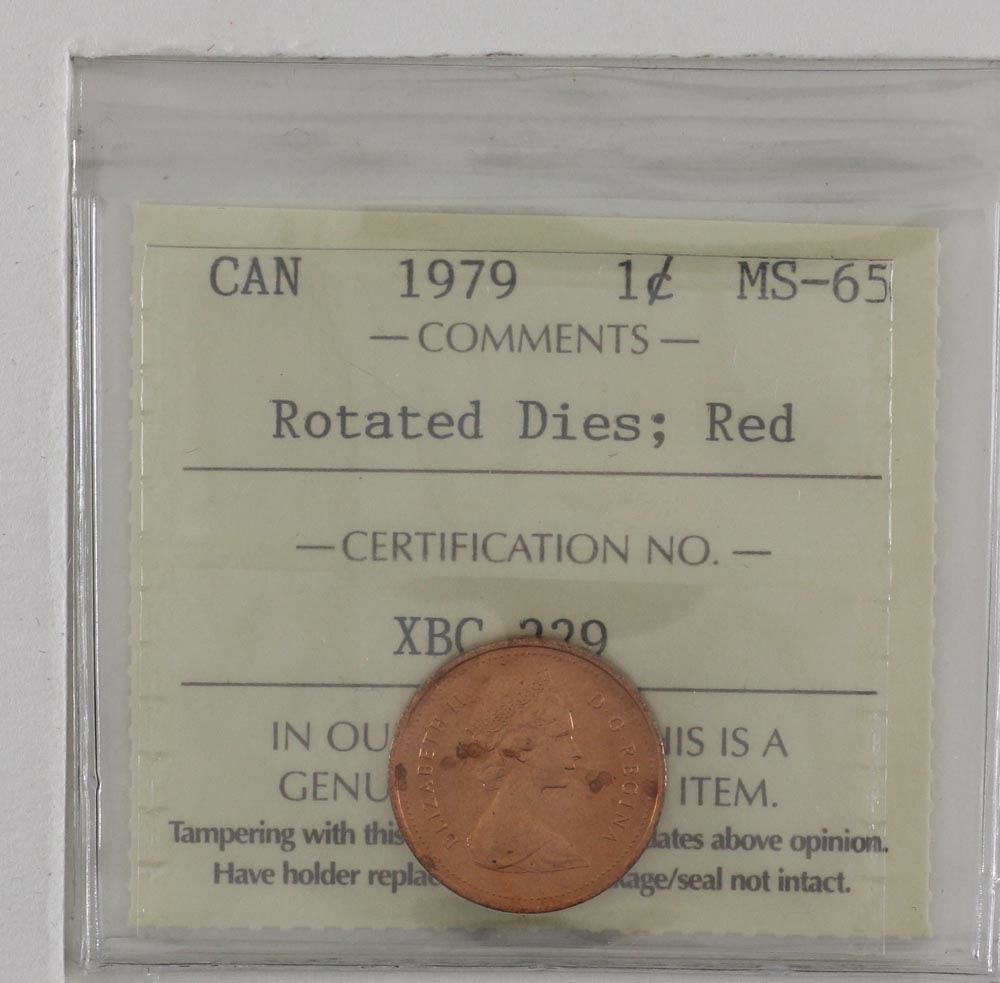 CAN 1979 1¢ MS-65
— COMMENTS —
Rotated Dies; Red
— CERTIFICATION NO. —
XBC 229
IN OU HIS IS A
GENU ITEM.
Tampering with this dates above opinion.
Have holder replac kage/seal not intact.
ELIZABETH II D·G·REGINA